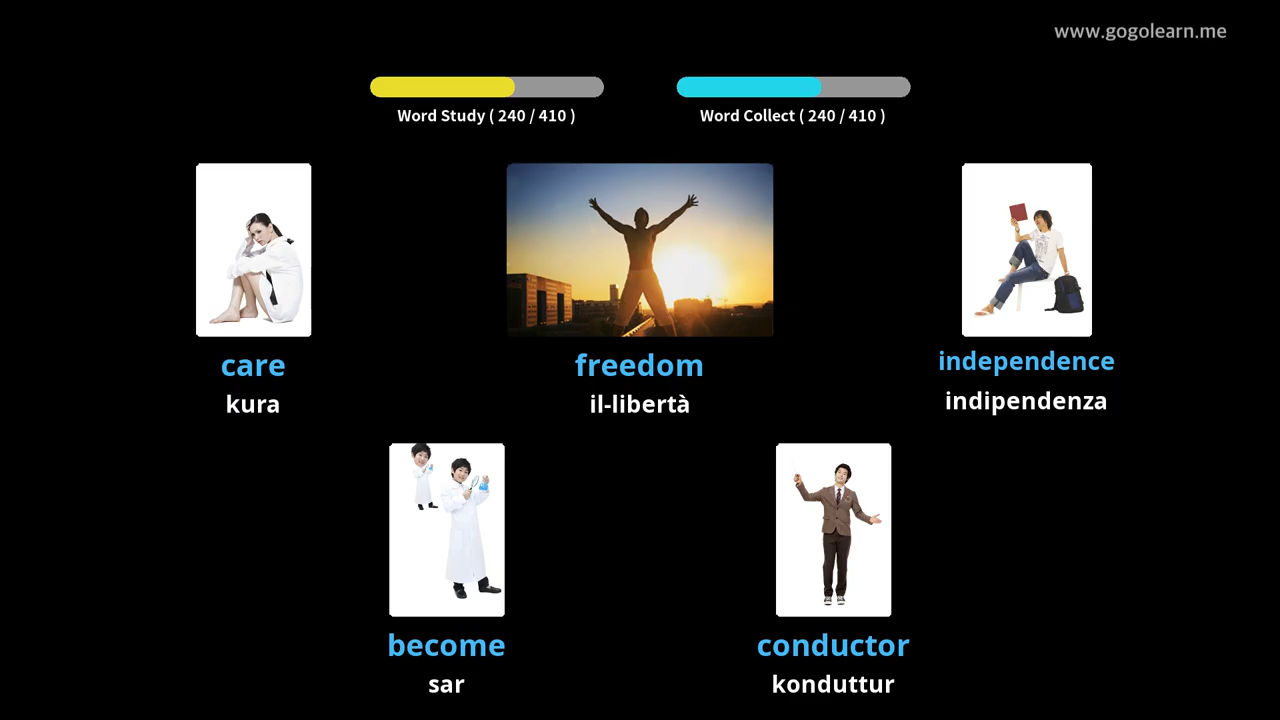 www.gogolearn.me
Word Study ( 240 / 410 )
Word Collect ( 240 / 410 )
care
kura
freedom
il-libertà
independence
indipendenza
become
sar
conductor
konduttur